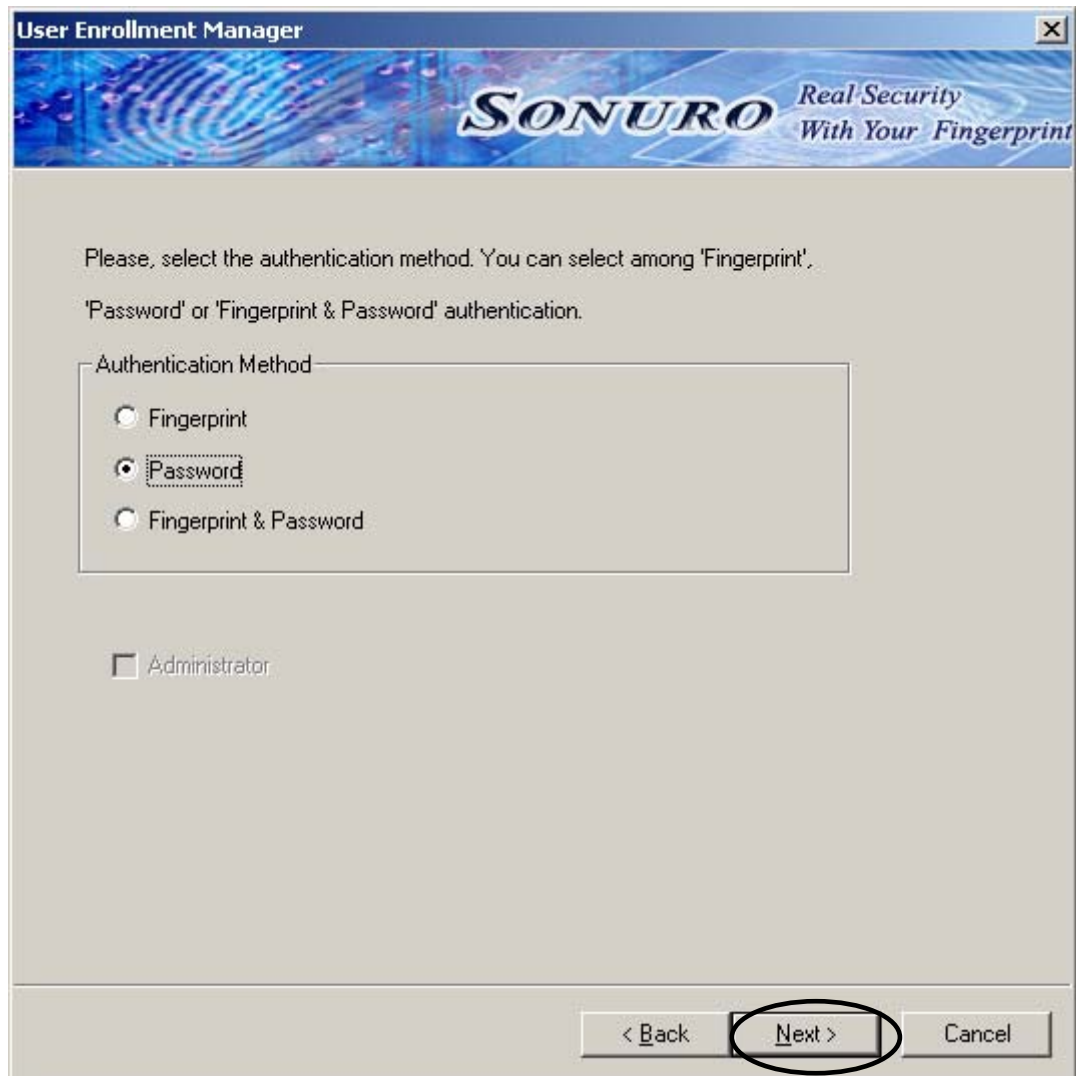 User Enrollment Manager
SONURO
Real Security
With Your Fingerprint
Please, select the authentication method. You can select among 'Fingerprint',
'Password' or 'Fingerprint & Password' authentication.
Authentication Method
Fingerprint
Password
Fingerprint & Password
Administrator
< Back Next > Cancel